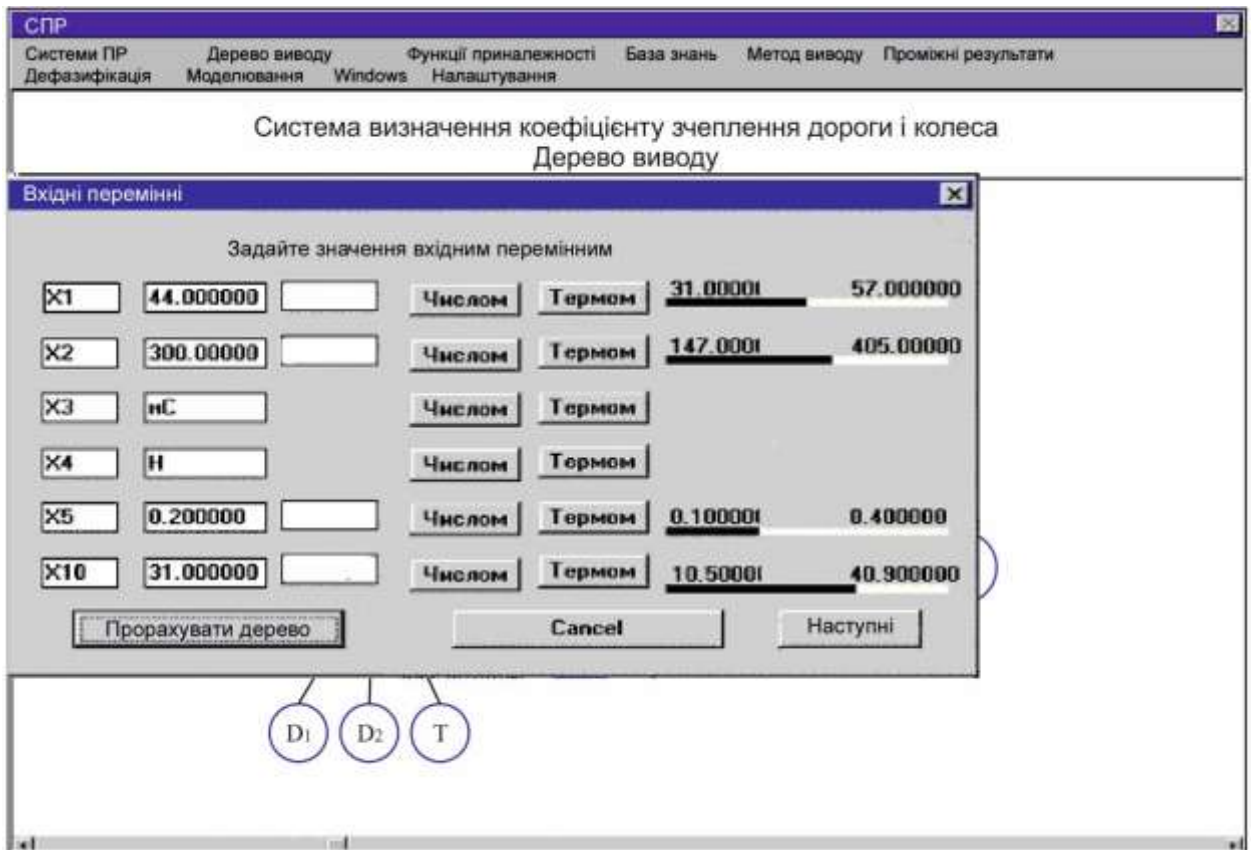 СПР
Системи ПР Дерево виводу Функції приналежності База знань Метод виводу Проміжні результати
Дефазифікація Моделювання Windows Налаштування
Система визначення коефіцієнту зчеплення дороги і колеса
Дерево виводу
Вхідні перемінні
Задайте значення вхідним перемінним
X1 44.000000 Числом Термом 31.00000 57.000000
X2 300.00000 Числом Термом 147.000 405.00000
X3 нС Числом Термом
X4 Н Числом Термом
X5 0.200000 Числом Термом 0.10000 0.400000
X10 31.000000 Числом Термом 10.5000 40.900000
Прорахувати дерево Cancel Наступні
D1 D2 T